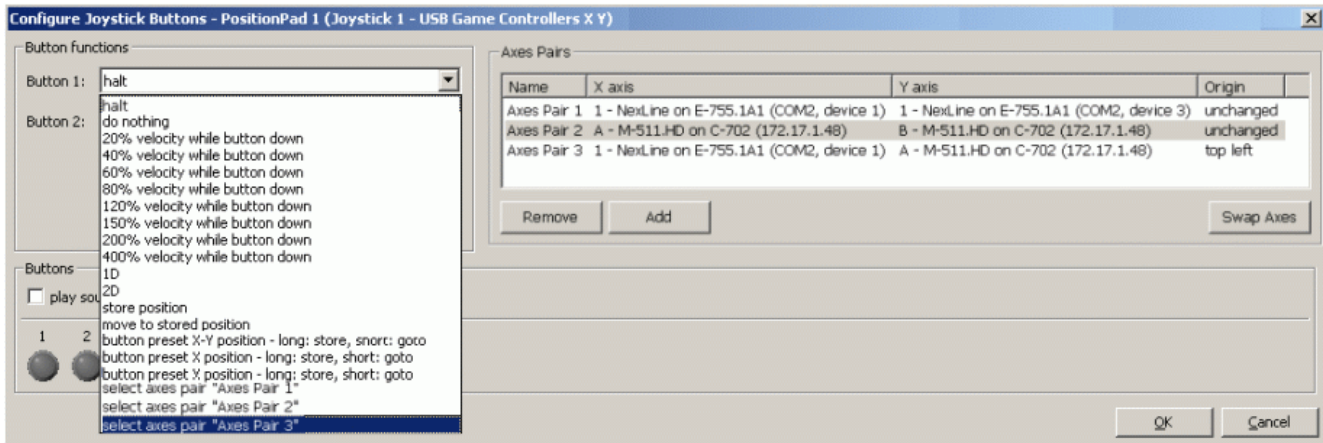 Configure Joystick Buttons - PositionPad 1 (Joystick 1 - USB Game Controllers X Y)
Button functions
Button 1: halt
Button 2:
halt
do nothing
20% velocity while button down
40% velocity while button down
60% velocity while button down
80% velocity while button down
120% velocity while button down
150% velocity while button down
200% velocity while button down
400% velocity while button down
1D
2D
store position
move to stored position
button preset X-Y position - long: store, snort: goco
button preset X position - long: store, short: goto
button preset X position - long: store, short: goto
select axes pair "Axes Pair 1"
select axes pair "Axes Pair 2"
select axes pair "Axes Pair 3"
Axes Pairs
Name X axis Y axis Origin
Axes Pair 1 1 - NexLine on E-755.1A1 (COM2, device 1) 1 - NexLine on E-755.1A1 (COM2, device 3) unchanged
Axes Pair 2 A - M-511.HD on C-702 (172.17.1.48) B - M-511.HD on C-702 (172.17.1.48) unchanged
Axes Pair 3 1 - NexLine on E-755.1A1 (COM2, device 1) A - M-511.HD on C-702 (172.17.1.48) top left
Remove Add Swap Axes
Buttons
play sou
1 2
OK Cancel